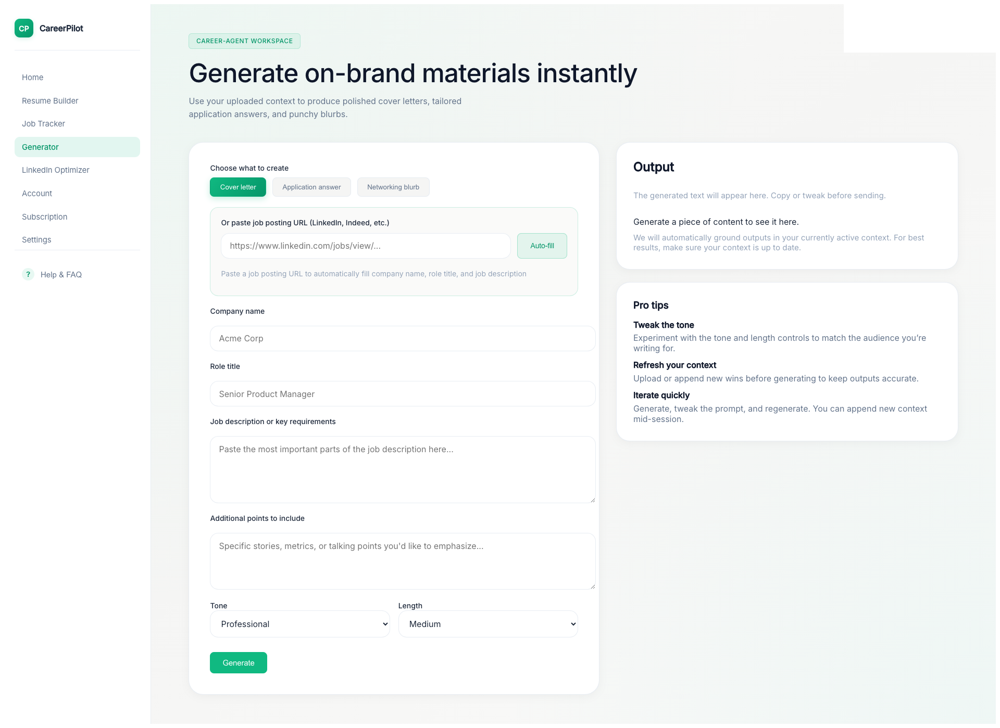 CP CareerPilot
Home
Resume Builder
Job Tracker
Generator
LinkedIn Optimizer
Account
Subscription
Settings
? Help & FAQ
CAREER-AGENT WORKSPACE
Generate on-brand materials instantly
Use your uploaded context to produce polished cover letters, tailored
application answers, and punchy blurbs.
Choose what to create
Cover letter Application answer Networking blurb
Or paste job posting URL (LinkedIn, Indeed, etc.)
https://www.linkedin.com/jobs/view/... Auto-fill
Paste a job posting URL to automatically fill company name, role title, and job description
Company name
Acme Corp
Role title
Senior Product Manager
Job description or key requirements
Paste the most important parts of the job description here...
Additional points to include
Specific stories, metrics, or talking points you'd like to emphasize...
Tone Length
Professional Medium
Generate
Output
The generated text will appear here. Copy or tweak before sending.
Generate a piece of content to see it here.
We will automatically ground outputs in your currently active context. For best
results, make sure your context is up to date.
Pro tips
Tweak the tone
Experiment with the tone and length controls to match the audience you’re
writing for.
Refresh your context
Upload or append new wins before generating to keep outputs accurate.
Iterate quickly
Generate, tweak the prompt, and regenerate. You can append new context
mid-session.